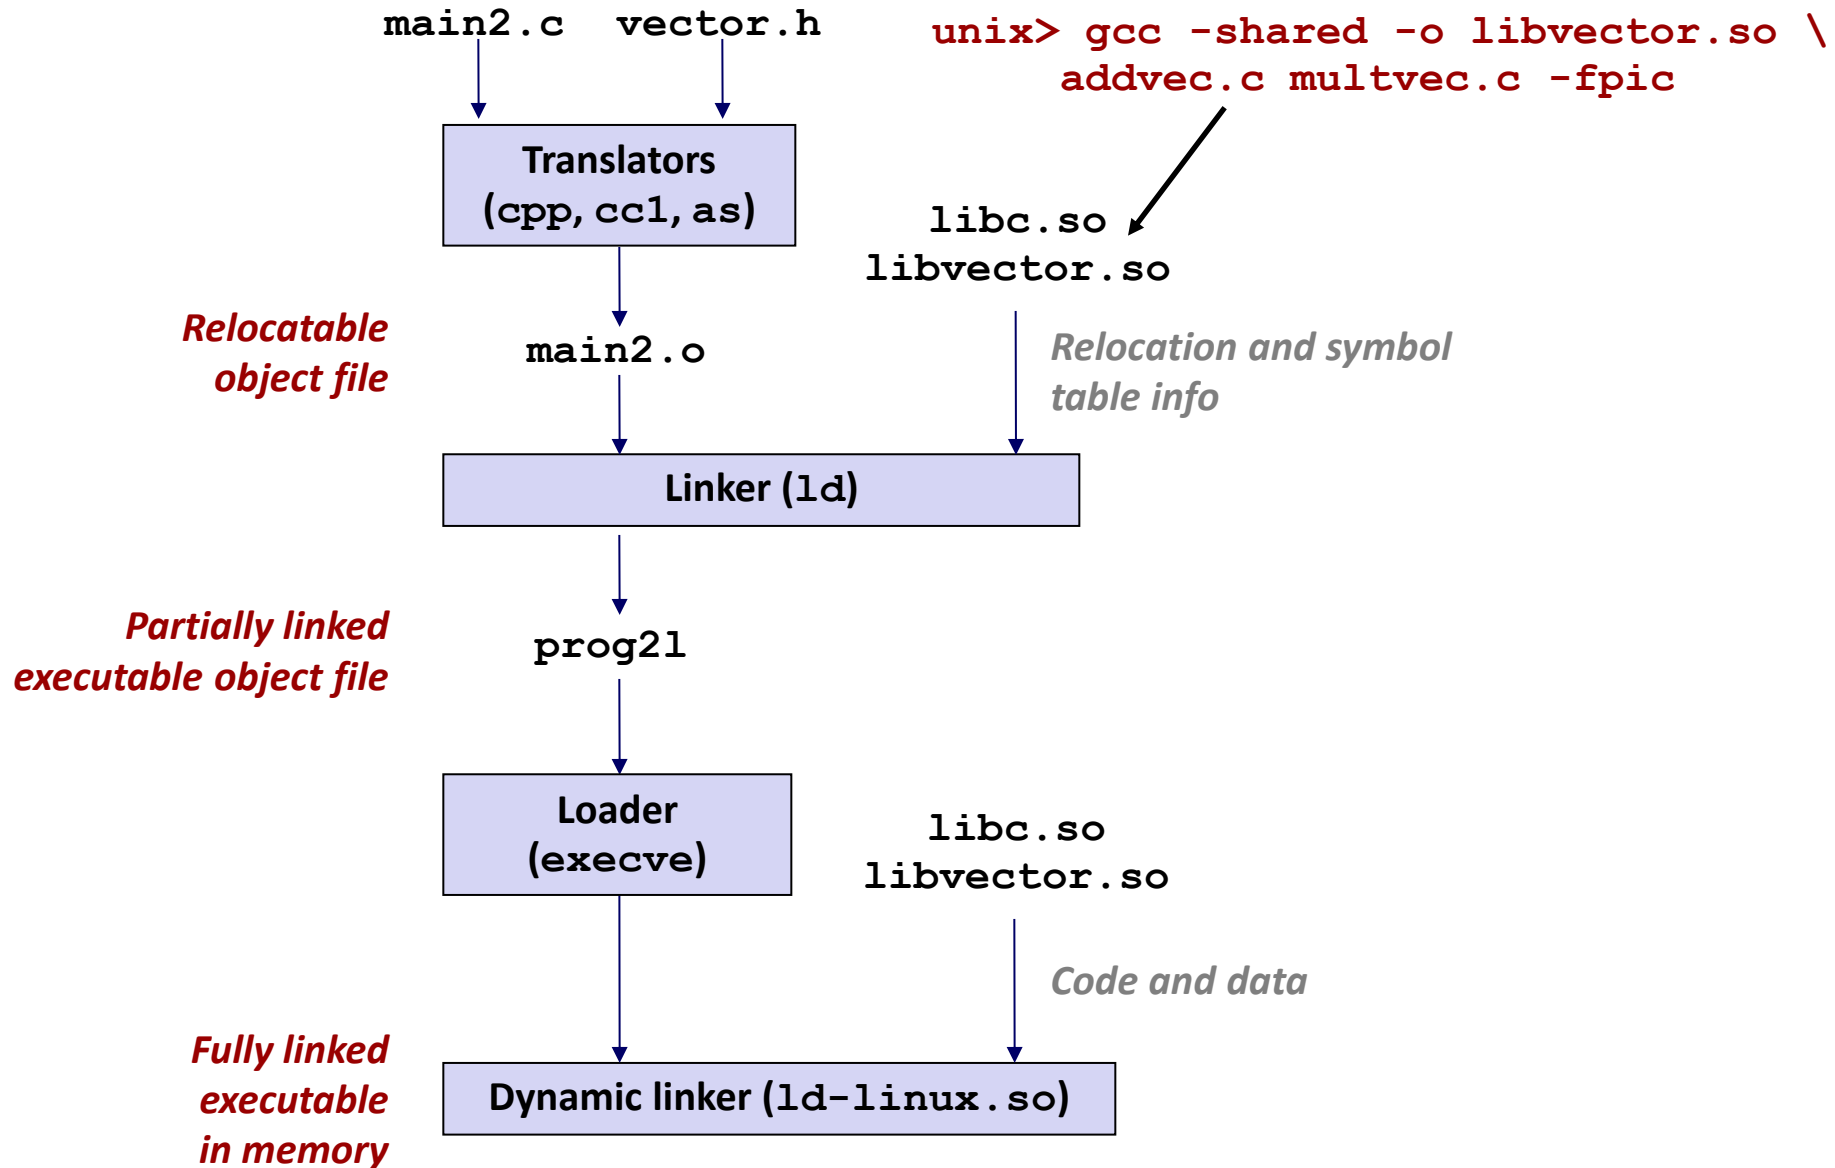 main2.c vector.h
unix> gcc -shared -o libvector.so \
addvec.c multvec.c -fpic
Translators
(cpp, cc1, as)
libc.so
libvector.so
Relocatable
object file
main2.o
Relocation and symbol
table info
Linker (ld)
Partially linked
executable object file
prog2l
Loader
(execve)
libc.so
libvector.so
Code and data
Fully linked
executable
in memory
Dynamic linker (ld-linux.so)